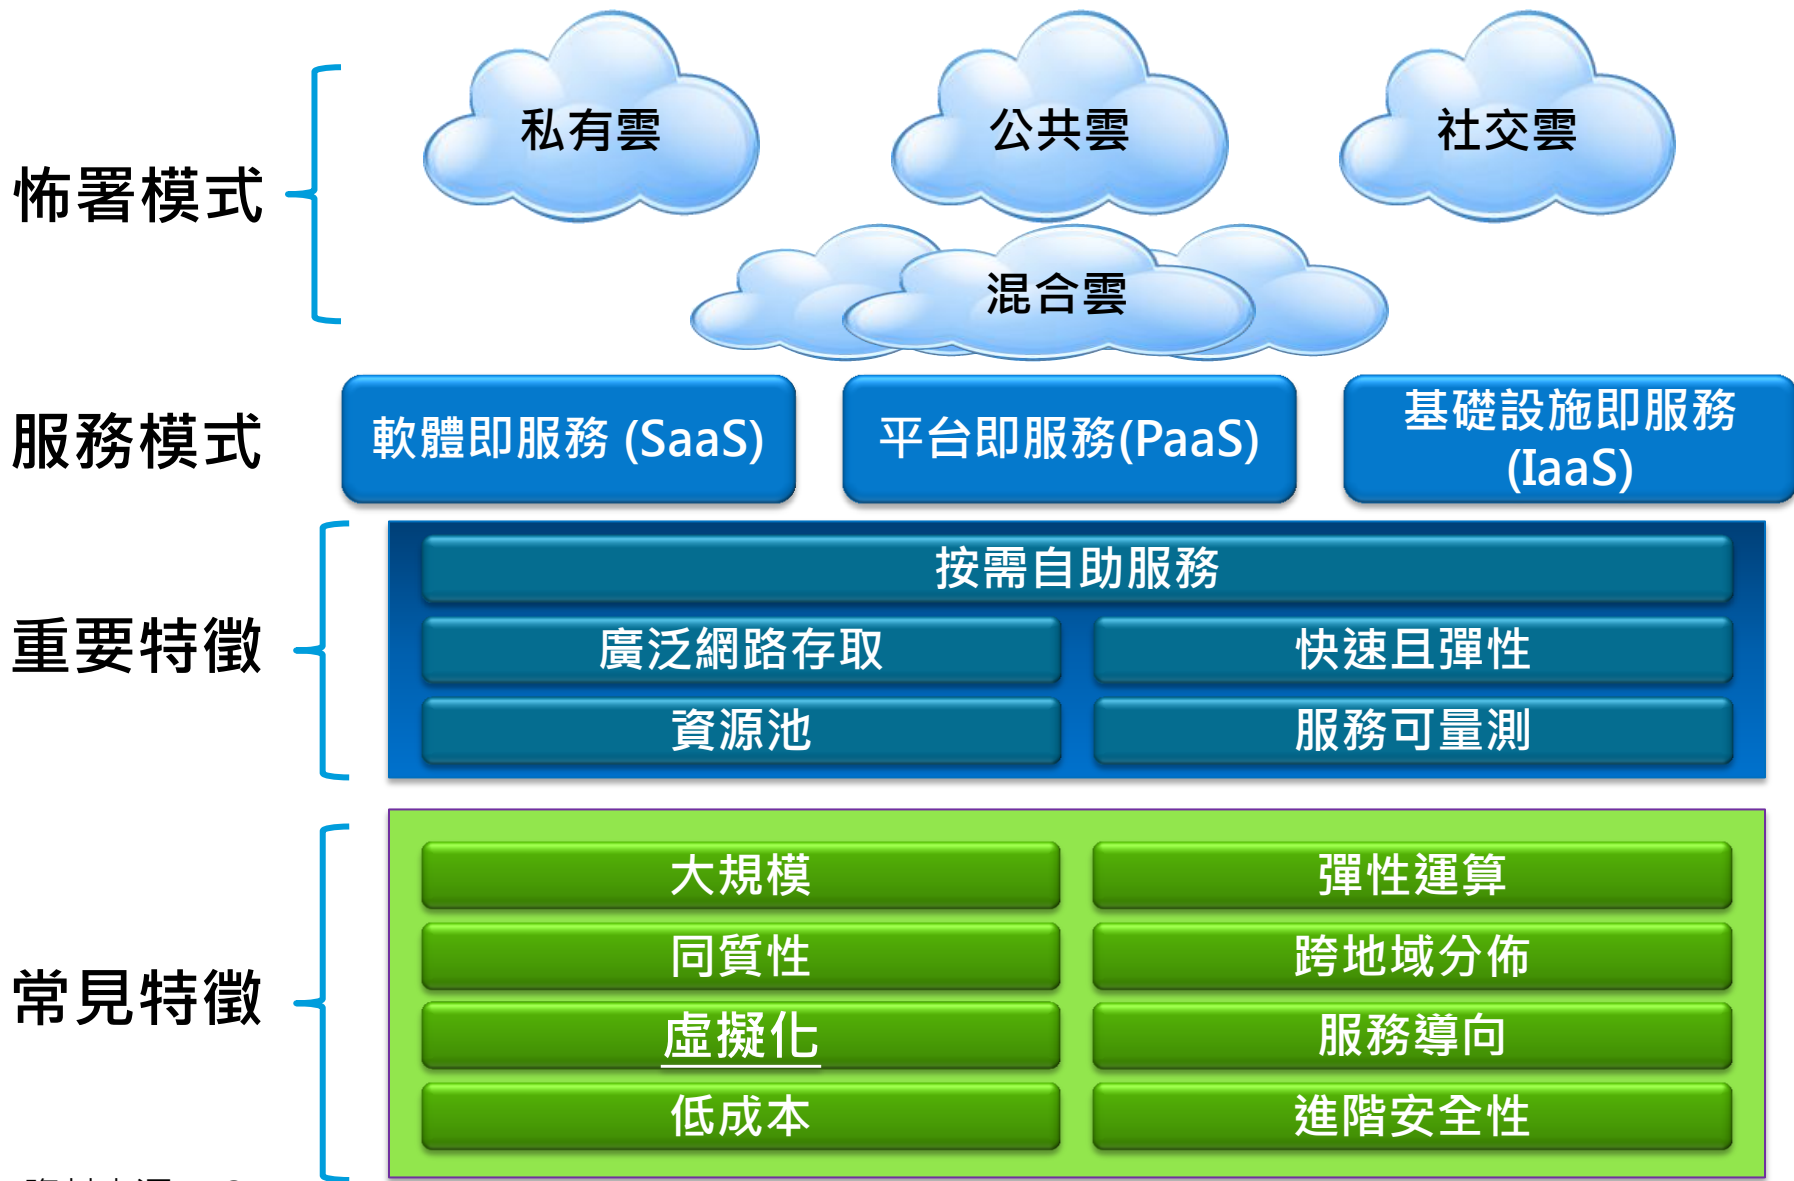 私有雲
公共雲
社交雲
怖署模式
混合雲
服務模式
軟體即服務 (SaaS)
平台即服務(PaaS)
基礎設施即服務
(IaaS)
重要特徵
按需自助服務
廣泛網路存取
快速且彈性
資源池
服務可量測
常見特徵
大規模
彈性運算
同質性
跨地域分佈
虛擬化
服務導向
低成本
進階安全性